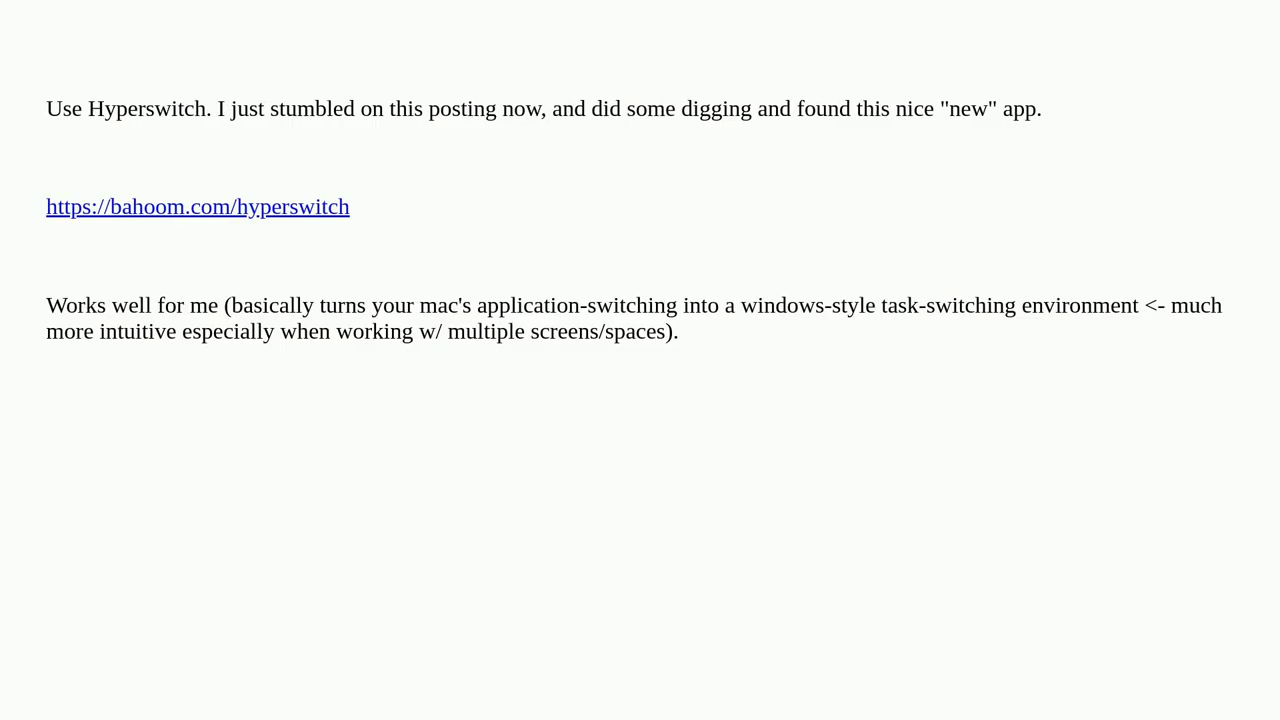 Use Hyperswitch. I just stumbled on this posting now, and did some digging and found this nice "new" app.
https://bahoom.com/hyperswitch
Works well for me (basically turns your mac's application-switching into a windows-style task-switching environment <- much
more intuitive especially when working w/ multiple screens/spaces).